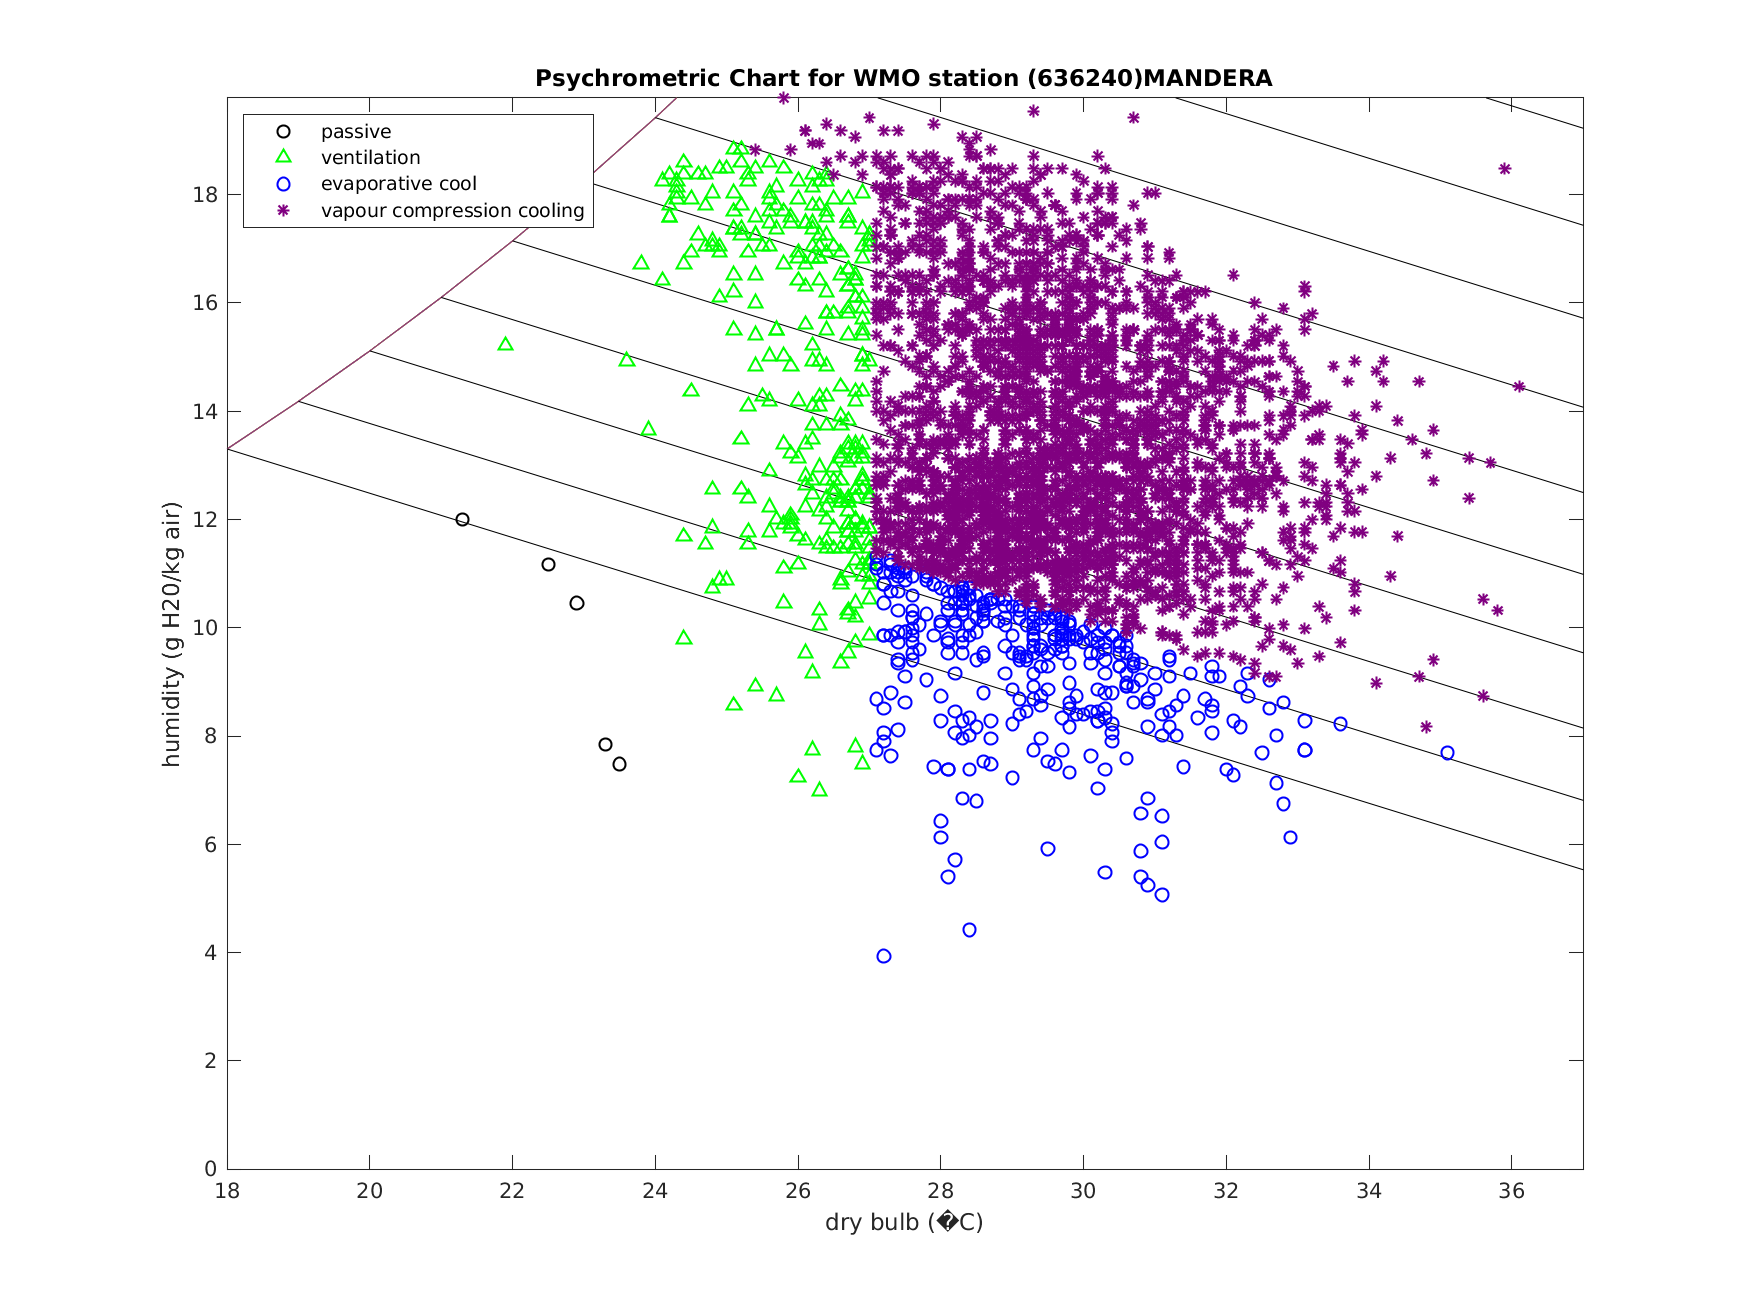 Psychrometric Chart for WMO station (636240)MANDERA
passive
ventilation
evaporative cool
vapour compression cooling
humidity (g H20/kg air)
18
16
14
12
10
8
6
4
2
0
18 20 22 24 26 28 30 32 34 36
dry bulb (�C)